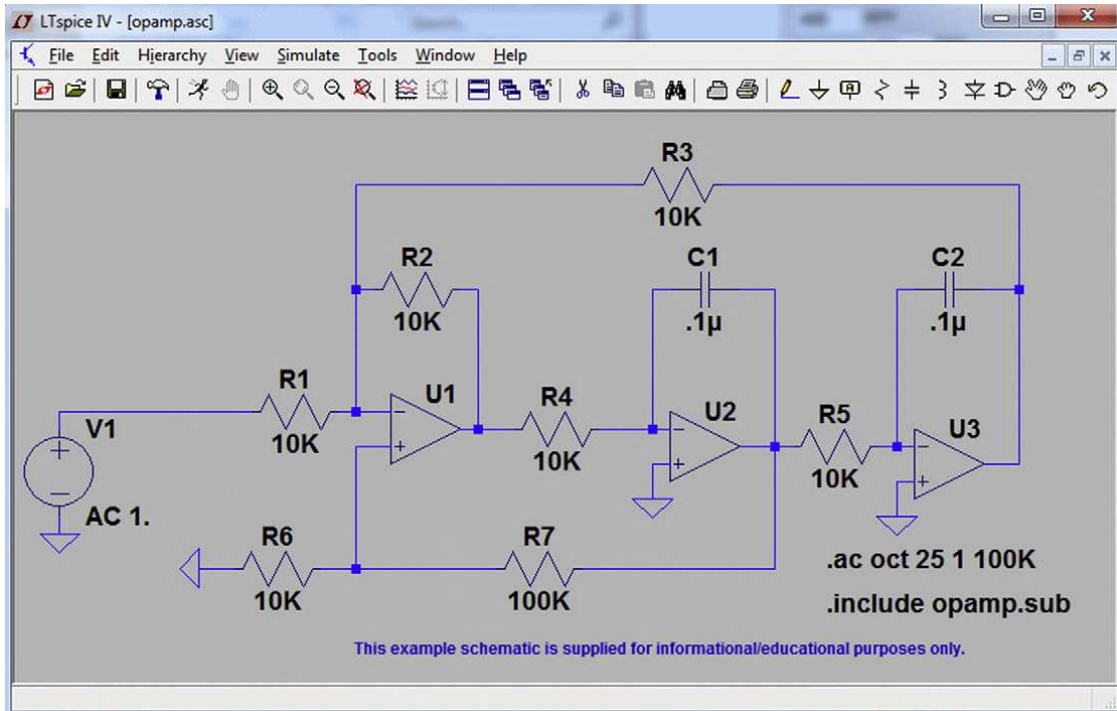 LTspice IV - [opamp.asc]
File Edit Hierarchy View Simulate Tools Window Help
R3
10K
R2
10K
C1
.1µ
C2
.1µ
R1
10K
U1
R4
10K
U2
R5
10K
U3
V1
AC 1.
R6
10K
R7
100K
.ac oct 25 1 100K
.include opamp.sub
This example schematic is supplied for informational/educational purposes only.